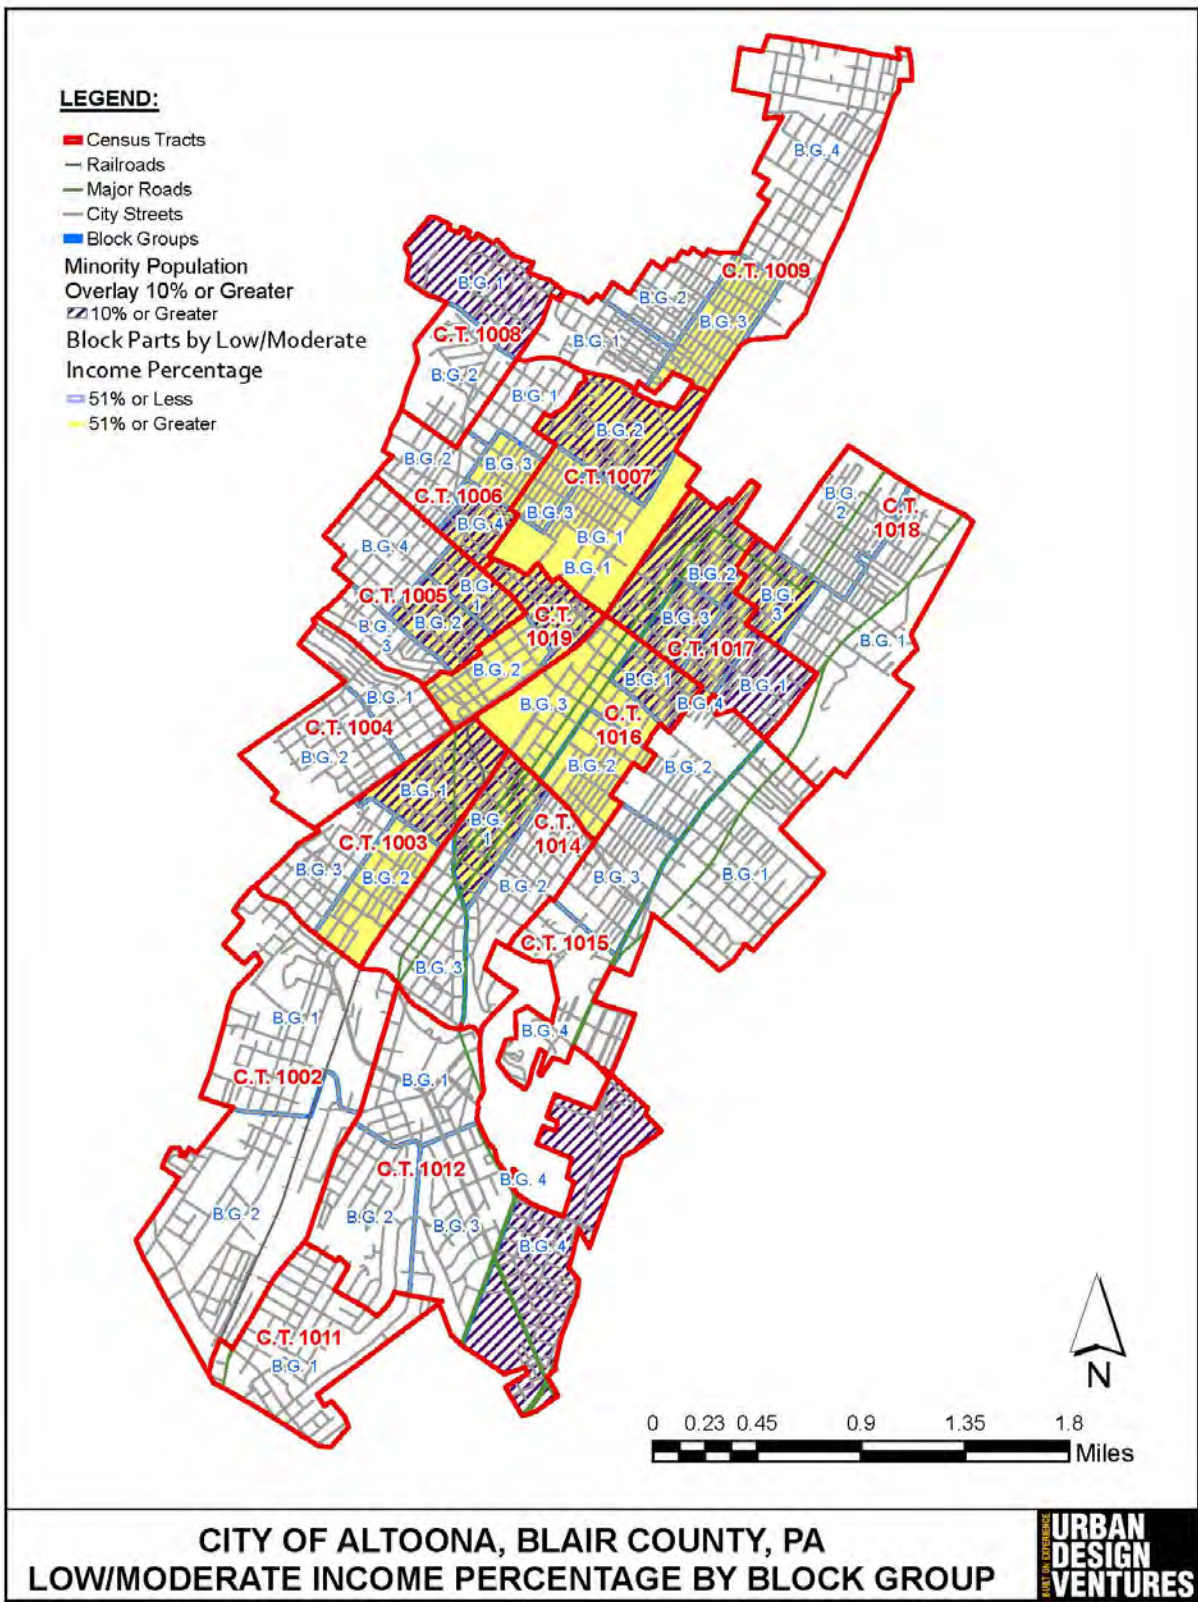 LEGEND:
Census Tracts
Railroads
Major Roads
City Streets
Block Groups
Minority Population
Overlay 10% or Greater
10% or Greater
Block Parts by Low/Moderate
Income Percentage
51% or Less
51% or Greater
B.G. 4
C.T. 1009
B.G. 2
B.G. 3
B.G. 1
B.G. 1
C.T. 1008
B.G. 2
B.G. 1
B.G. 2
C.T. 1007
B.G. 3
B.G. 1
B.G. 1
B.G. 2
B.G. 3
C.T. 1006
B.G. 4
B.G. 4
C.T. 1005
B.G.
1
B.G. 2
B.G.
3
C.T.
1019
B.G. 2
B.G.
2
C.T.
1018
B.G. 1
B.G. 2
B.G.
3
B.G. 3
C.T. 1017
B.G. 1
B.G. 4
B.G. 1
B.G. 3
C.T.
1016
B.G. 2
B.G. 1
C.T. 1004
B.G. 2
B.G. 1
C.T. 1003
B.G. 3
B.G. 2
B.G.
1
C.T.
1014
B.G. 2
B.G. 3
B.G. 2
B.G. 1
B.G. 3
C.T. 1015
B.G. 4
B.G. 1
C.T. 1002
B.G. 2
B.G. 1
C.T. 1012
B.G. 2
B.G. 3
B.G. 4
B.G. 4
C.T. 1011
B.G. 1
N
0 0.23 0.45 0.9 1.35 1.8
Miles
CITY OF ALTOONA, BLAIR COUNTY, PA
LOW/MODERATE INCOME PERCENTAGE BY BLOCK GROUP
BUILT ON EXPERIENCE
URBAN
DESIGN
VENTURES